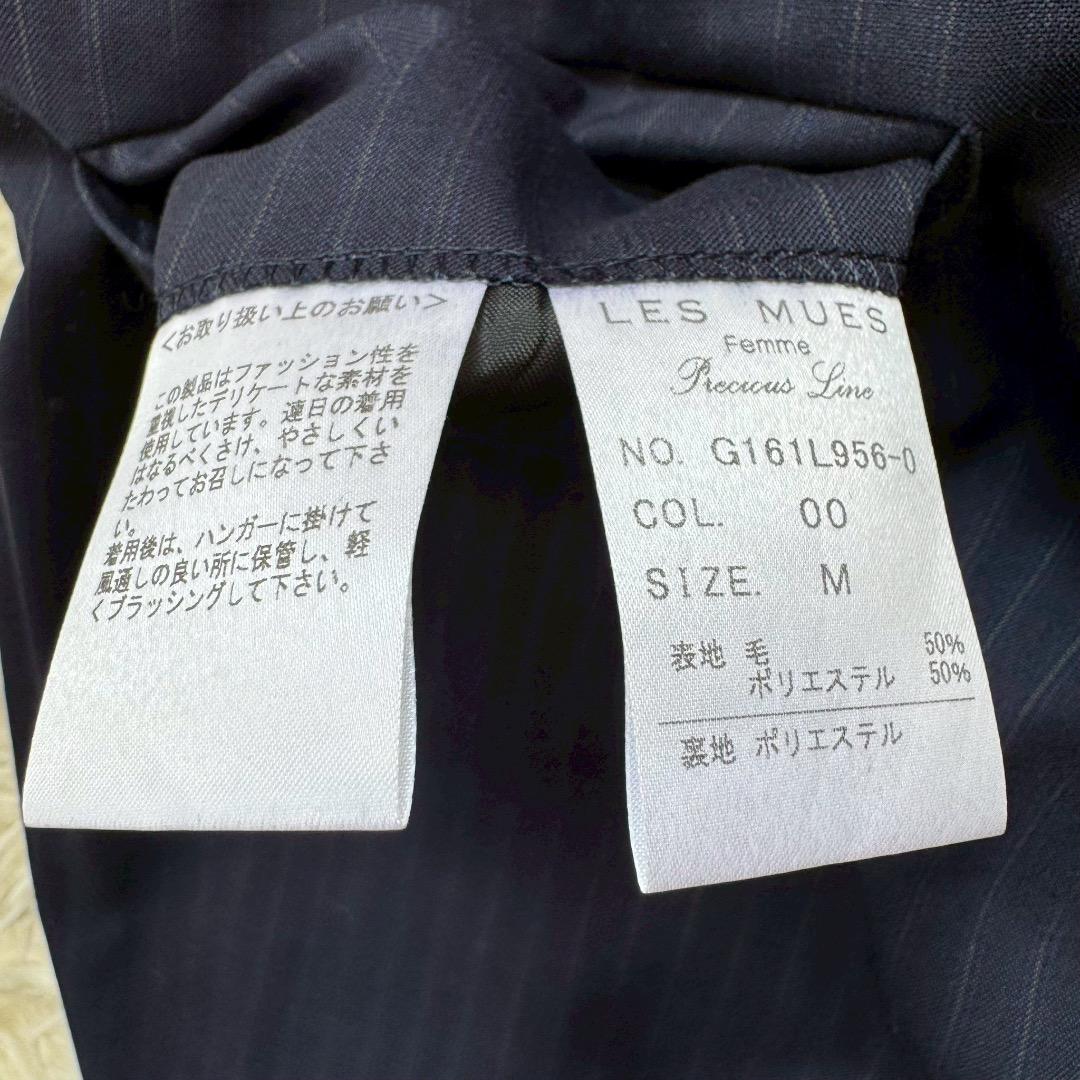 <お取り扱い上のお願い>
この製品はファッション性を
重視したデリケートな素材を
使用しています。連日の着用
はなるべくさけ、やさしくい
たわってお召しになって下さ
い。
着用後は、ハンガーに掛けて
風通しの良い所に保管し、軽
くブラッシングして下さい。
LES MUES
Femme
Precious Line
NO. G161L956-0
COL. 00
SIZE. M
表地 毛 50%
ポリエステル 50%
裏地 ポリエステル